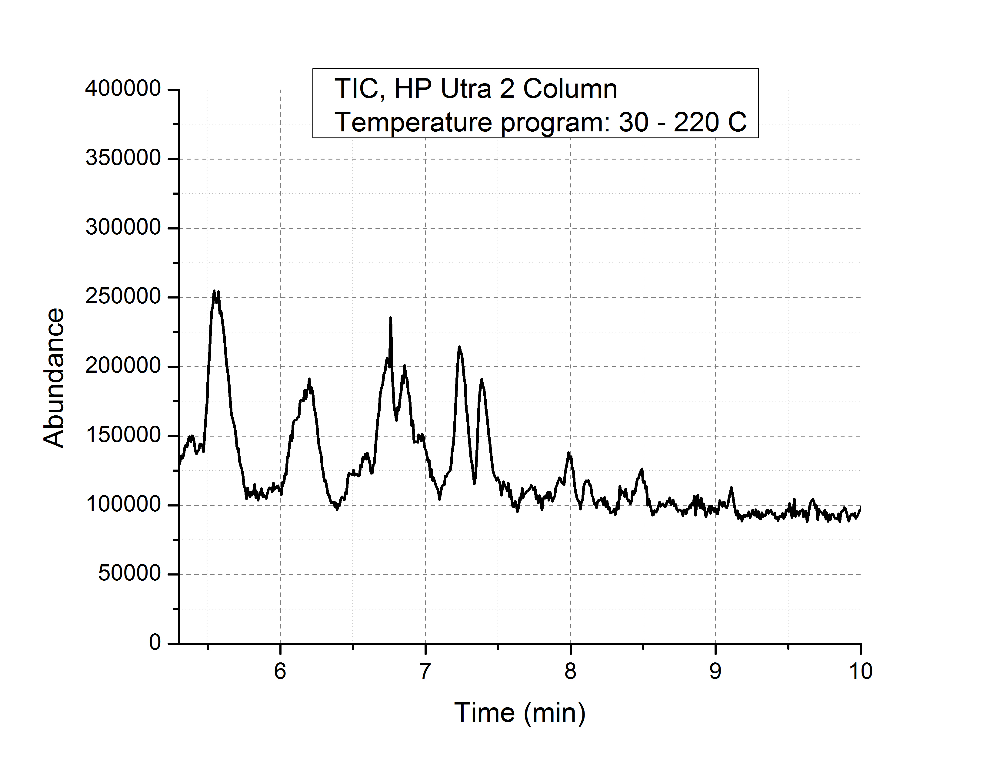 TIC, HP Utra 2 Column
Temperature program: 30 - 220 C
400000
350000
300000
250000
200000
150000
100000
50000
0
Abundance
6 7 8 9 10
Time (min)